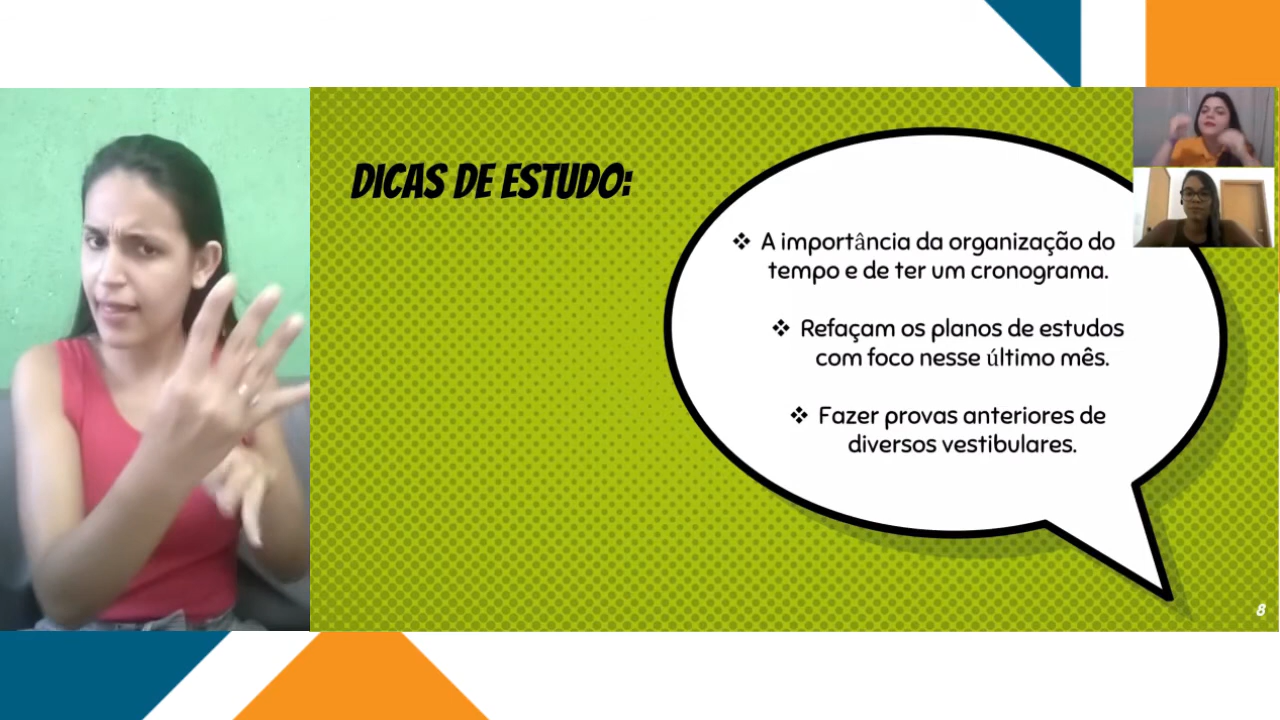 DICAS DE ESTUDO:
❖ A importância da organização do
tempo e de ter um cronograma.
❖ Refaçam os planos de estudos
com foco nesse último mês.
❖ Fazer provas anteriores de
diversos vestibulares.
8